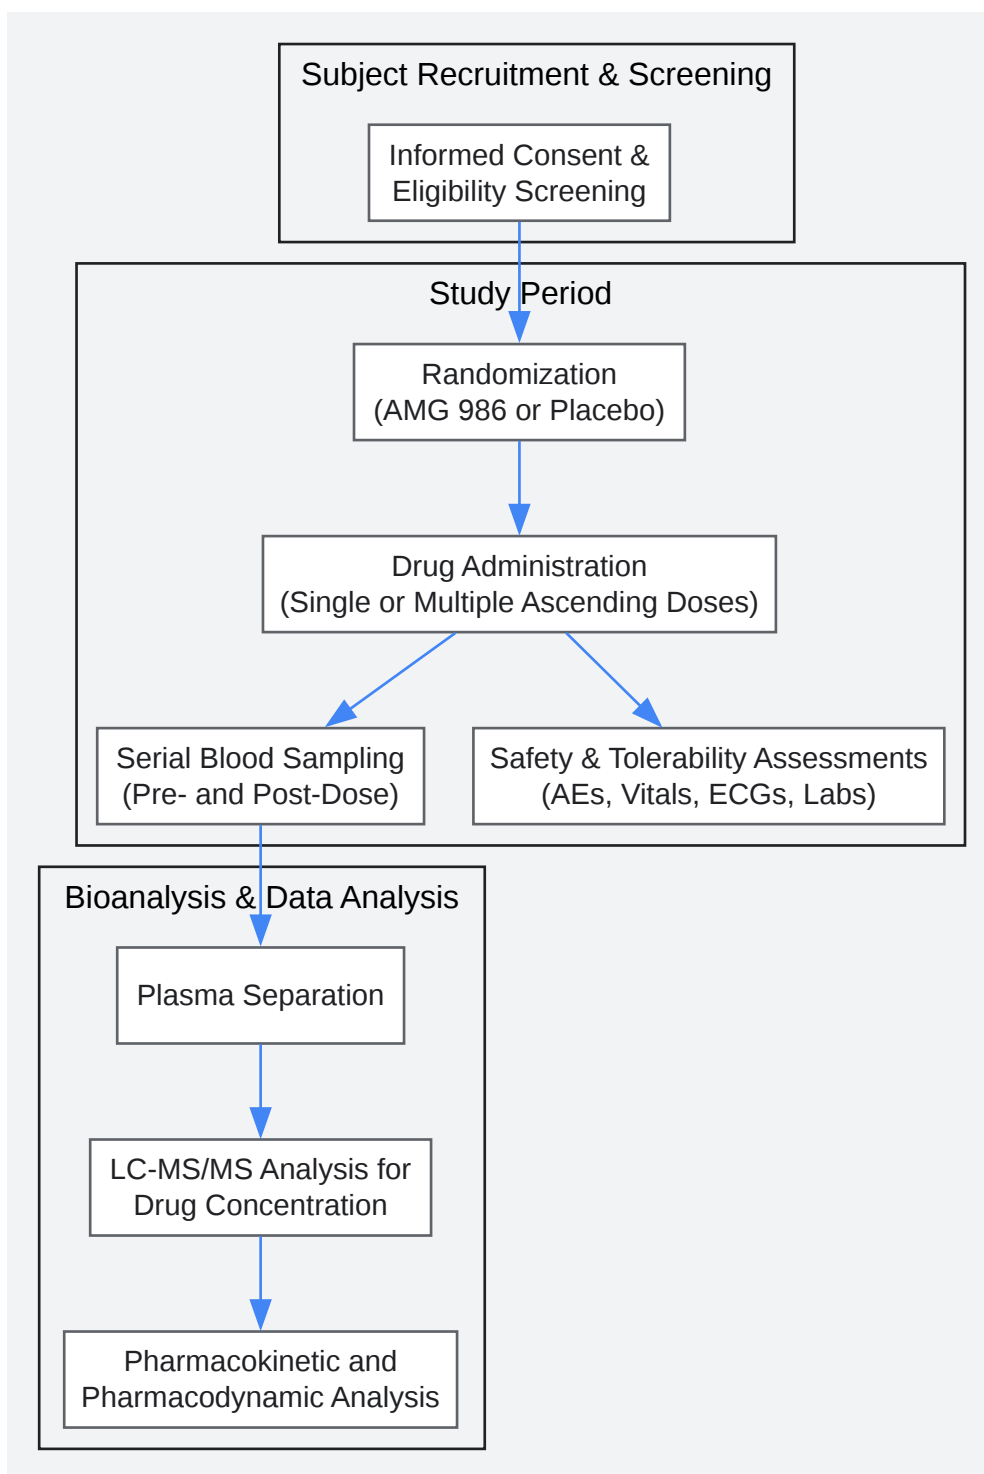 Subject Recruitment & Screening
Informed Consent &
Eligibility Screening
Study Period
Randomization
(AMG 986 or Placebo)
Drug Administration
(Single or Multiple Ascending Doses)
Serial Blood Sampling
(Pre- and Post-Dose)
Safety & Tolerability Assessments
(AEs, Vitals, ECGs, Labs)
Bioanalysis & Data Analysis
Plasma Separation
LC-MS/MS Analysis for
Drug Concentration
Pharmacokinetic and
Pharmacodynamic Analysis